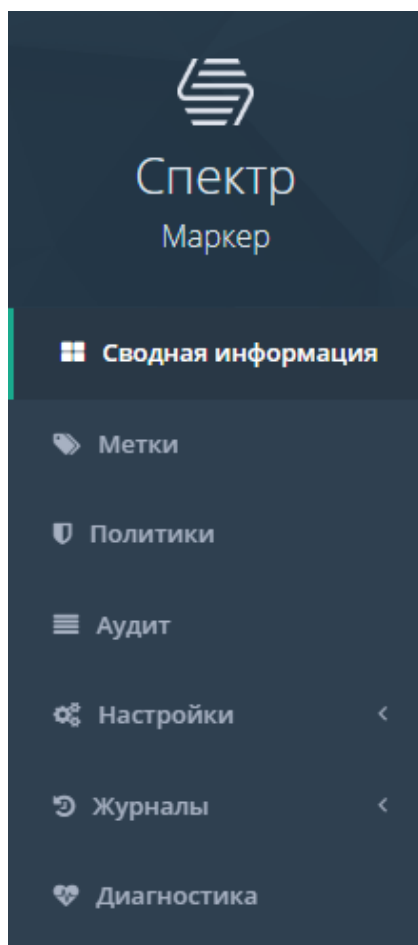 Спектр
Маркер
Сводная информация
Метки
Политики
Аудит
Настройки
Журналы
Диагностика